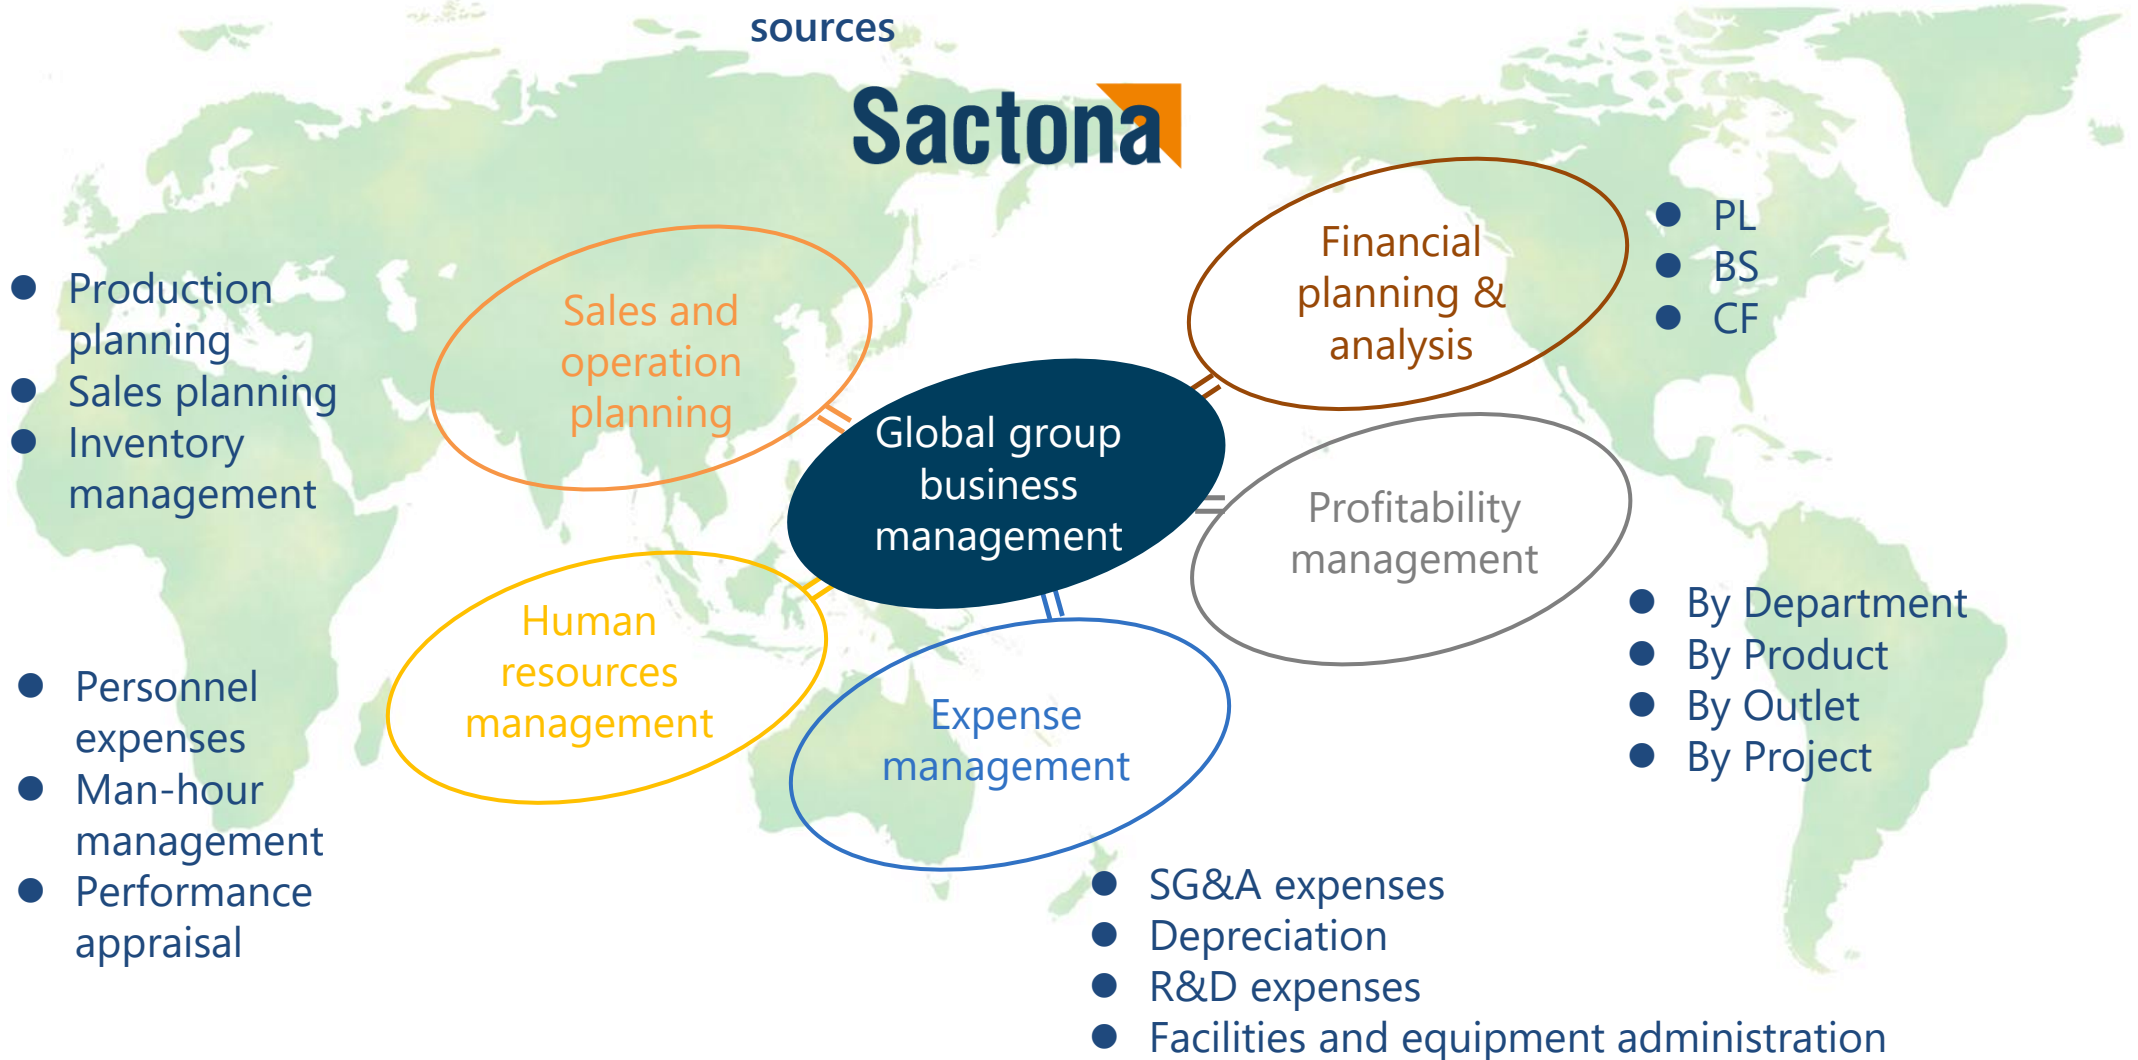 sources
Sactona
Financial
planning &
analysis
PL
BS
CF
Production
planning
Sales planning
Inventory
management
Sales and
operation
planning
Global group
business
management
Profitability
management
By Department
By Product
By Outlet
By Project
Human
resources
management
Personnel
expenses
Man-hour
management
Performance
appraisal
Expense
management
SG&A expenses
Depreciation
R&D expenses
Facilities and equipment administration